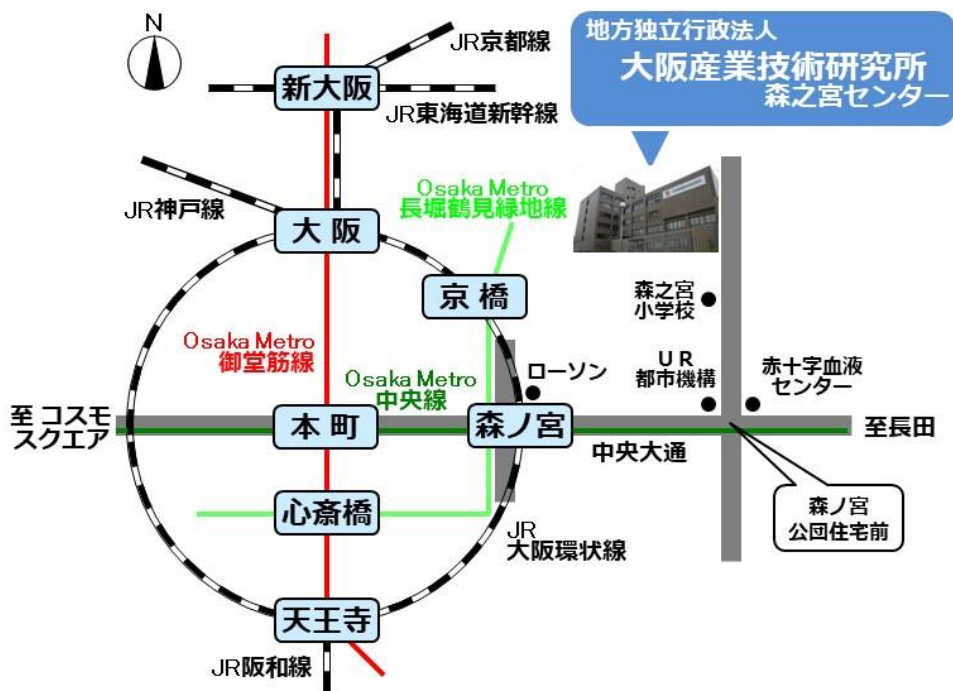 N
JR京都線
地方独立行政法人
大阪産業技術研究所
森之宮センター
新大阪
JR東海道新幹線
JR神戸線
Osaka Metro
長堀鶴見緑地線
大阪
京橋
森之宮
小学校
Osaka Metro
御堂筋線
Osaka Metro
中央線
ローソン
UR
都市機構
赤十字血液
センター
至 コスモ
スクエア
本町
森ノ宮
中央大通
至長田
心斎橋
JR
大阪環状線
森ノ宮
公団住宅前
天王寺
JR阪和線